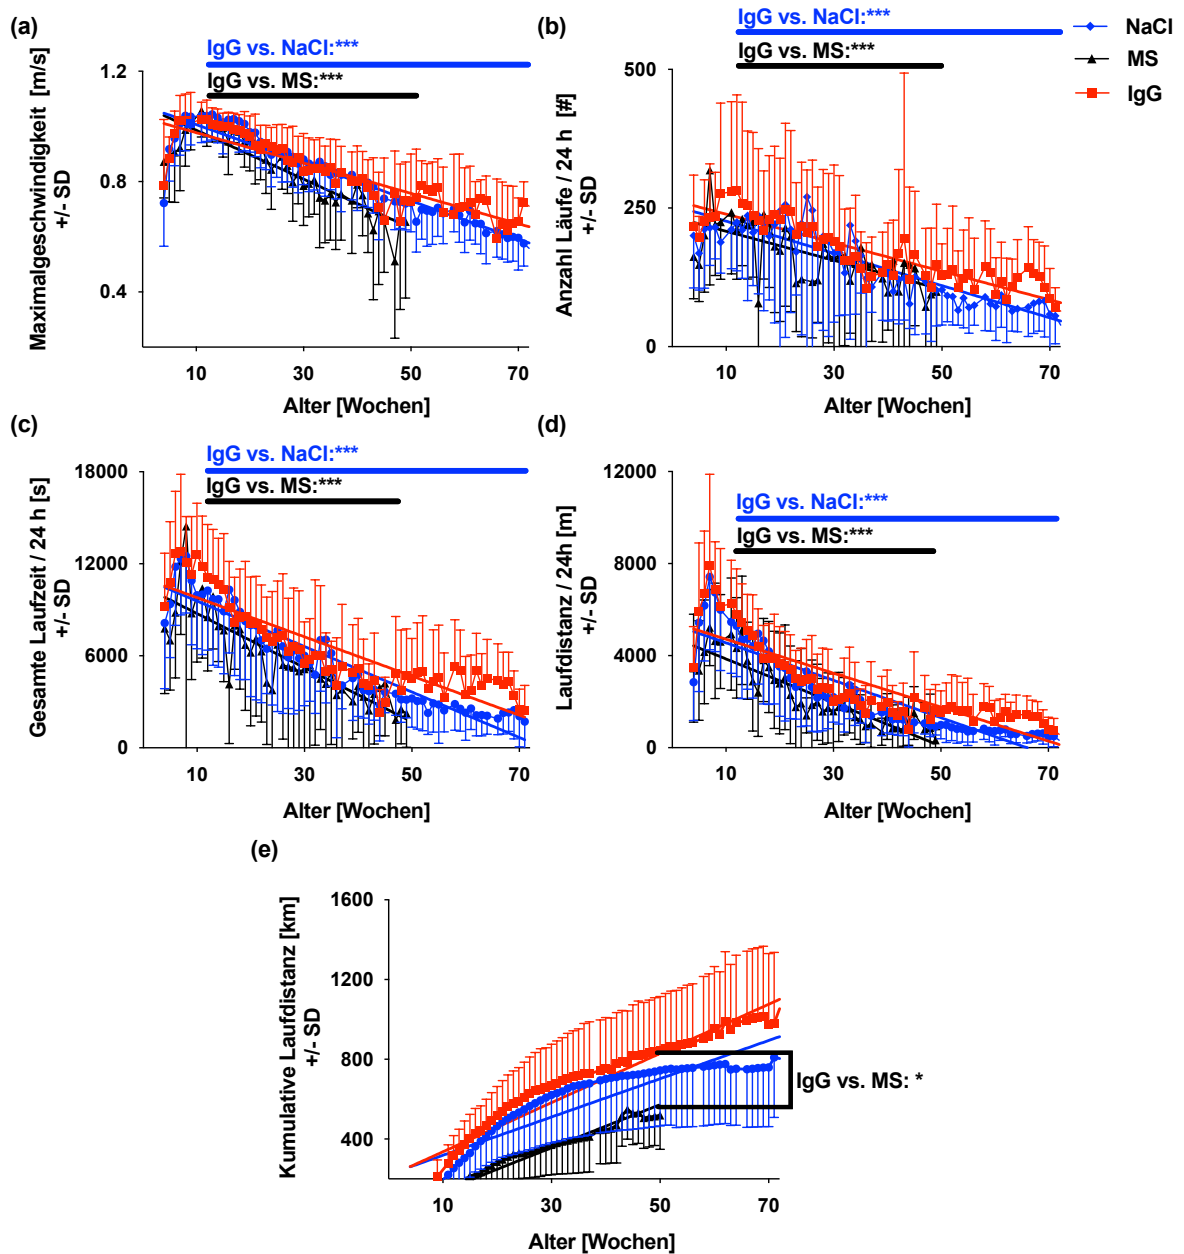 (a)
IgG vs. NaCl:***
IgG vs. MS:***
Maximalgeschwindigkeit [m/s]
+/- SD
1.2
0.8
0.4
10 30 50 70
Alter [Wochen]
(b)
IgG vs. NaCl:***
IgG vs. MS:***
NaCl
MS
IgG
Anzahl Läufe / 24 h [#]
+/- SD
500
250
0
10 30 50 70
Alter [Wochen]
(c)
IgG vs. NaCl:***
IgG vs. MS:***
Gesamte Laufzeit / 24 h [s]
+/- SD
18000
12000
6000
0
10 30 50 70
Alter [Wochen]
(d)
IgG vs. NaCl:***
IgG vs. MS:***
Laufdistanz / 24h [m]
+/- SD
12000
8000
4000
0
10 30 50 70
Alter [Wochen]
(e)
Kumulative Laufdistanz [km]
+/- SD
1600
1200
800
400
IgG vs. MS: *
10 30 50 70
Alter [Wochen]